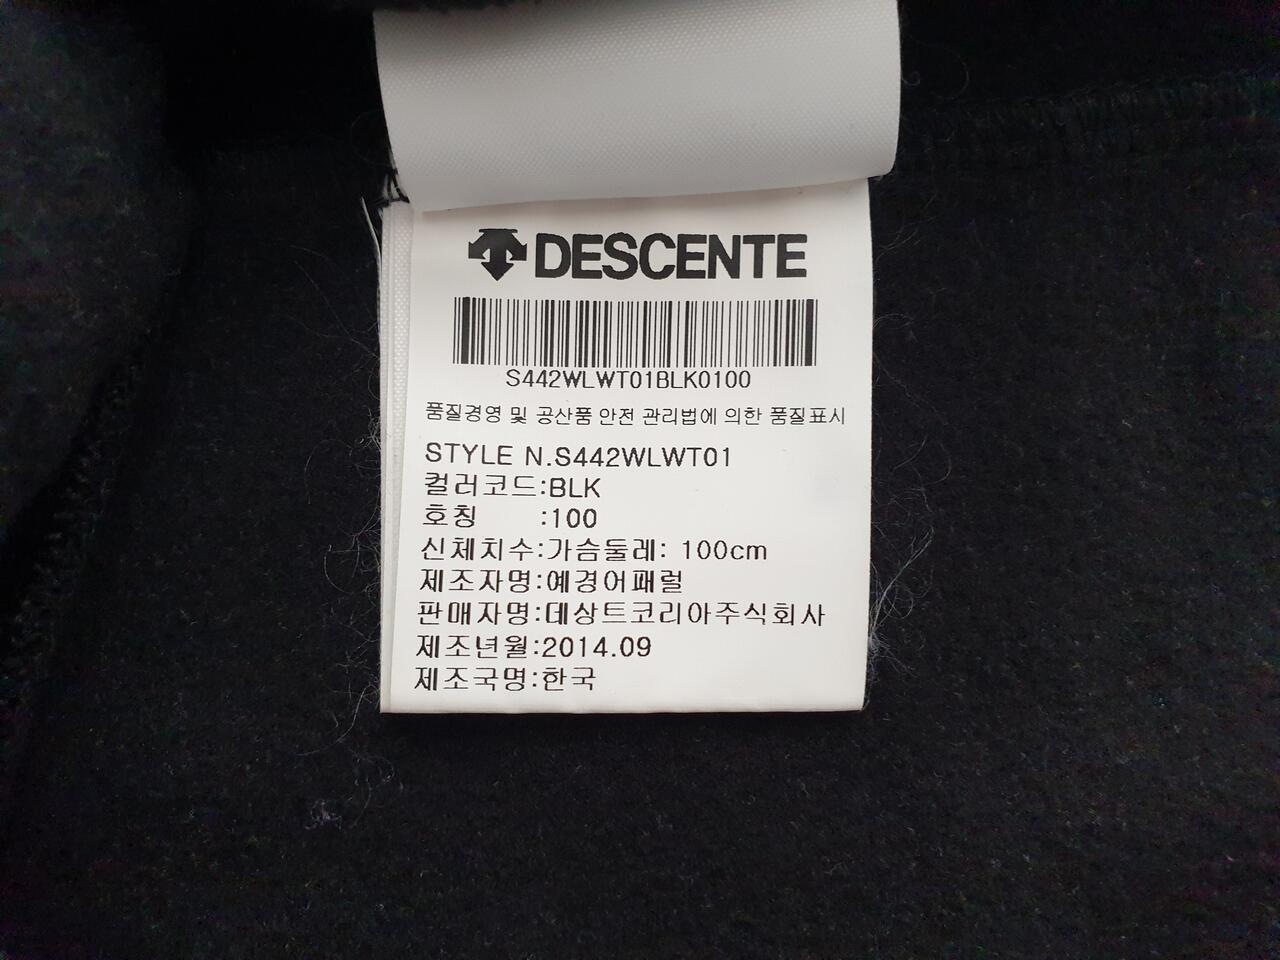 DESCENTE
S442WLWT01BLK0100
품질경영 및 공산품 안전 관리법에 의한 품질표시
STYLE N.S442WLWT01
컬러코드:BLK
호칭 :100
신체치수:가슴둘레: 100cm
제조자명:예경어패럴
판매자명:데상트코리아주식회사
제조년월:2014.09
제조국명:한국